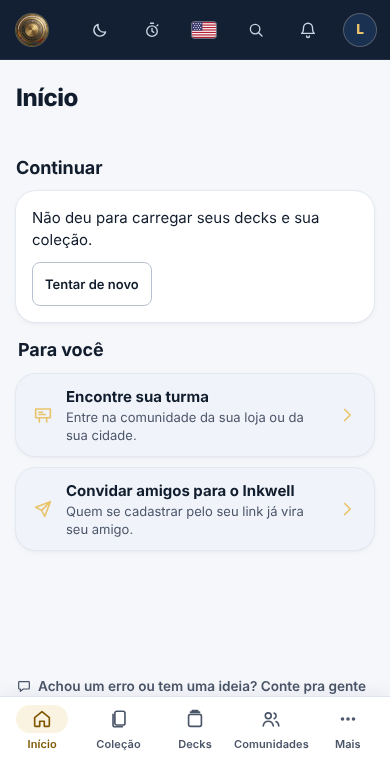 L
Início
Continuar
Não deu para carregar seus decks e sua
coleção.
Tentar de novo
Para você
Encontre sua turma
Entre na comunidade da sua loja ou da
sua cidade.
Convidar amigos para o Inkwell
Quem se cadastrar pelo seu link já vira
seu amigo.
Achou um erro ou tem uma ideia? Conte pra gente
Início
Coleção
Decks
Comunidades
Mais